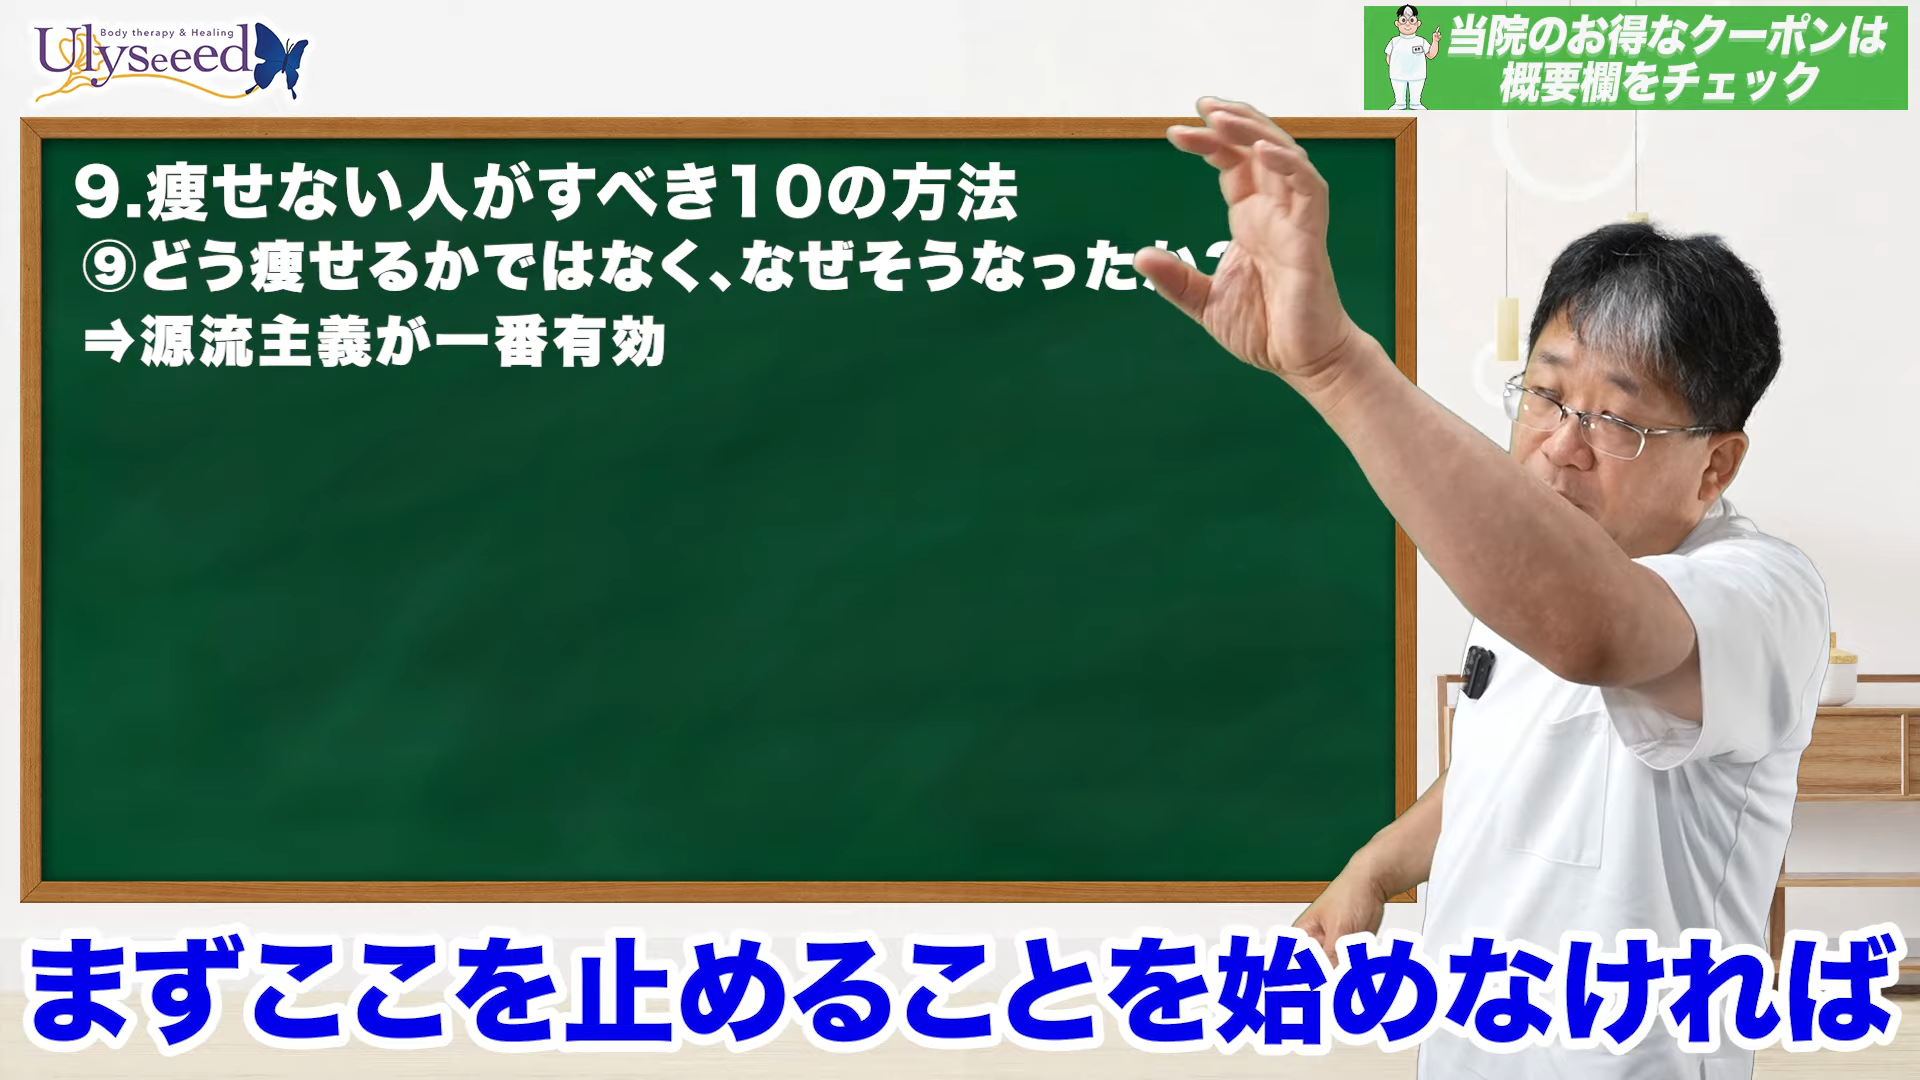 Body therapy & Healing
Ulyseeed
当院のお得なクーポンは
概要欄をチェック
9.痩せない人がすべき10の方法
⑨どう痩せるかではなく、なぜそうなったか?
⇒源流主義が一番有効
まずここを止めることを始めなければ